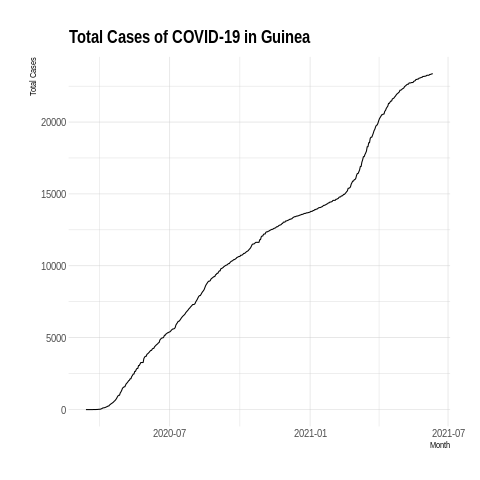 Total Cases of COVID-19 in Guinea
Total Cases
20000
15000
10000
5000
0
2020-07
2021-01
2021-07
Month